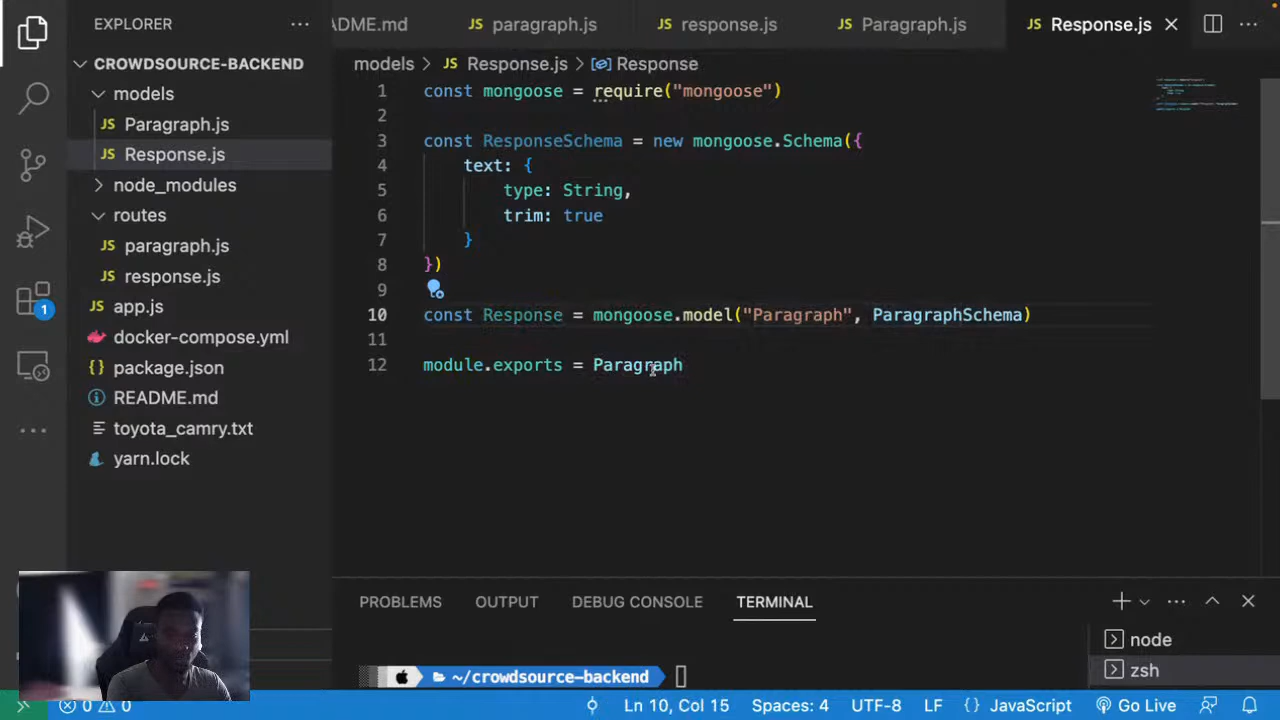 EXPLORER
DME.md
paragraph.js
response.js
Paragraph.js
Response.js
CROWDSOURCE-BACKEND
models
Paragraph.js
Response.js
node_modules
routes
paragraph.js
response.js
app.js
docker-compose.yml
package.json
README.md
toyota_camry.txt
yarn.lock
1
models > Response.js > Response
1 const mongoose = require("mongoose")
2
3 const ResponseSchema = new mongoose.Schema({
4 text: {
5 type: String,
6 trim: true
7 }
8 })
9
10 const Response = mongoose.model("Paragraph", ParagraphSchema)
11
12 module.exports = Paragraph
PROBLEMS OUTPUT DEBUG CONSOLE TERMINAL
node
zsh
~/crowdsource-backend
0 0
Ln 10, Col 15 Spaces: 4 UTF-8 LF {} JavaScript Go Live